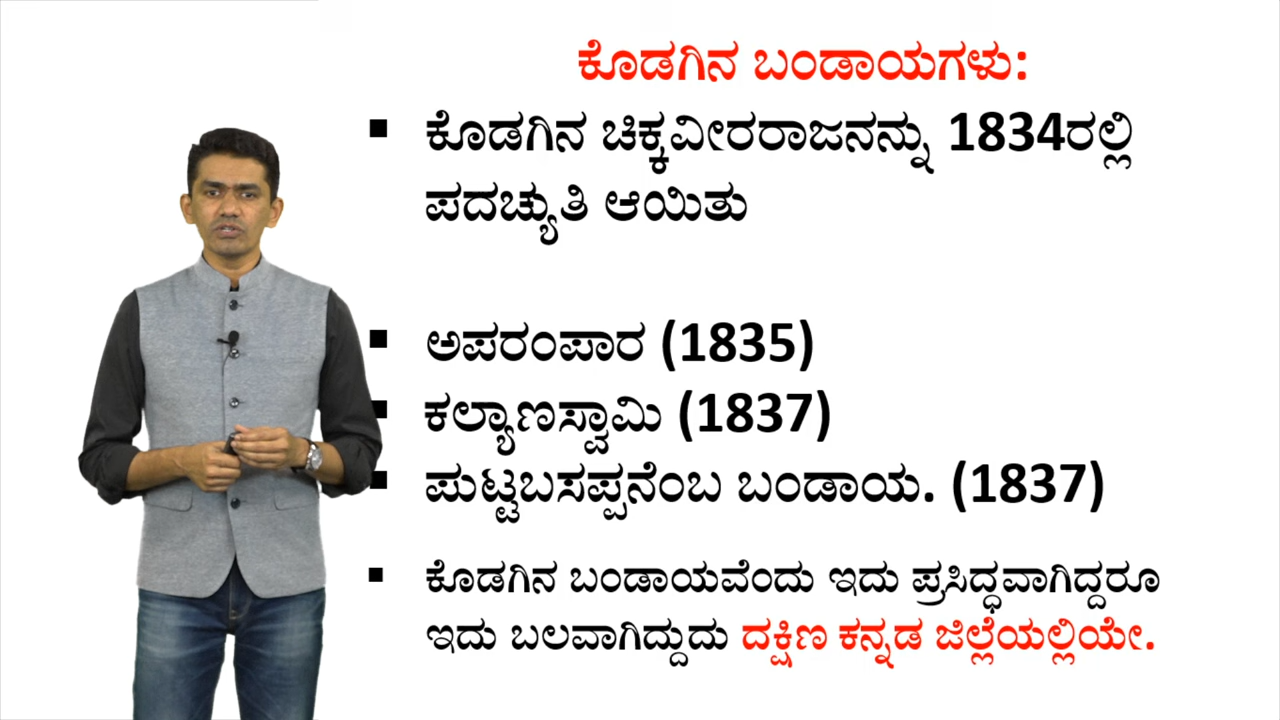 ಕೊಡಗಿನ ಬಂಡಾಯಗಳು:
▪ ಕೊಡಗಿನ ಚಿಕ್ಕವೀರರಾಜನನ್ನು 1834ರಲ್ಲಿ
ಪದಚ್ಯುತಿ ಆಯಿತು
▪ ಅಪರಂಪಾರ (1835)
▪ ಕಲ್ಯಾಣಸ್ವಾಮಿ (1837)
▪ ಪುಟ್ಟಬಸಪ್ಪನೆಂಬ ಬಂಡಾಯ. (1837)
▪ ಕೊಡಗಿನ ಬಂಡಾಯವೆಂದು ಇದು ಪ್ರಸಿದ್ಧವಾಗಿದ್ದರೂ
ಇದು ಬಲವಾಗಿದ್ದುದು ದಕ್ಷಿಣ ಕನ್ನಡ ಜಿಲ್ಲೆಯಲ್ಲಿಯೇ.